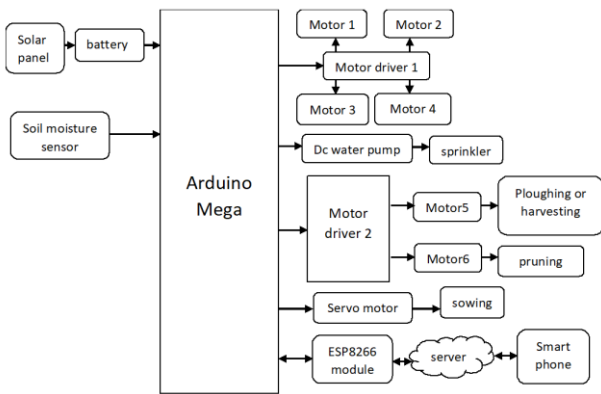 Solar
panel
battery
Soil moisture
sensor
Arduino
Mega
Motor 1
Motor 2
Motor driver 1
Motor 3
Motor 4
Dc water pump
sprinkler
Motor
driver 2
Motor5
Ploughing or
harvesting
Motor6
pruning
Servo motor
sowing
ESP8266
module
server
Smart
phone